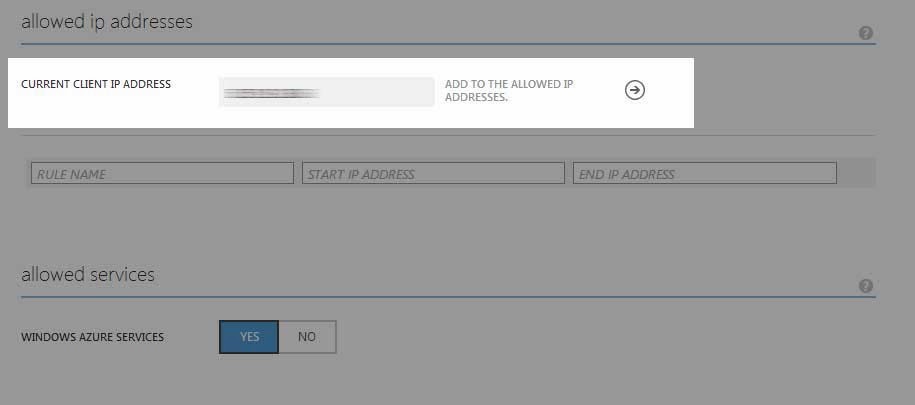 allowed ip addresses
?
CURRENT CLIENT IP ADDRESS
ADD TO THE ALLOWED IP
ADDRESSES.
RULE NAME
START IP ADDRESS
END IP ADDRESS
allowed services
?
WINDOWS AZURE SERVICES
YES
NO